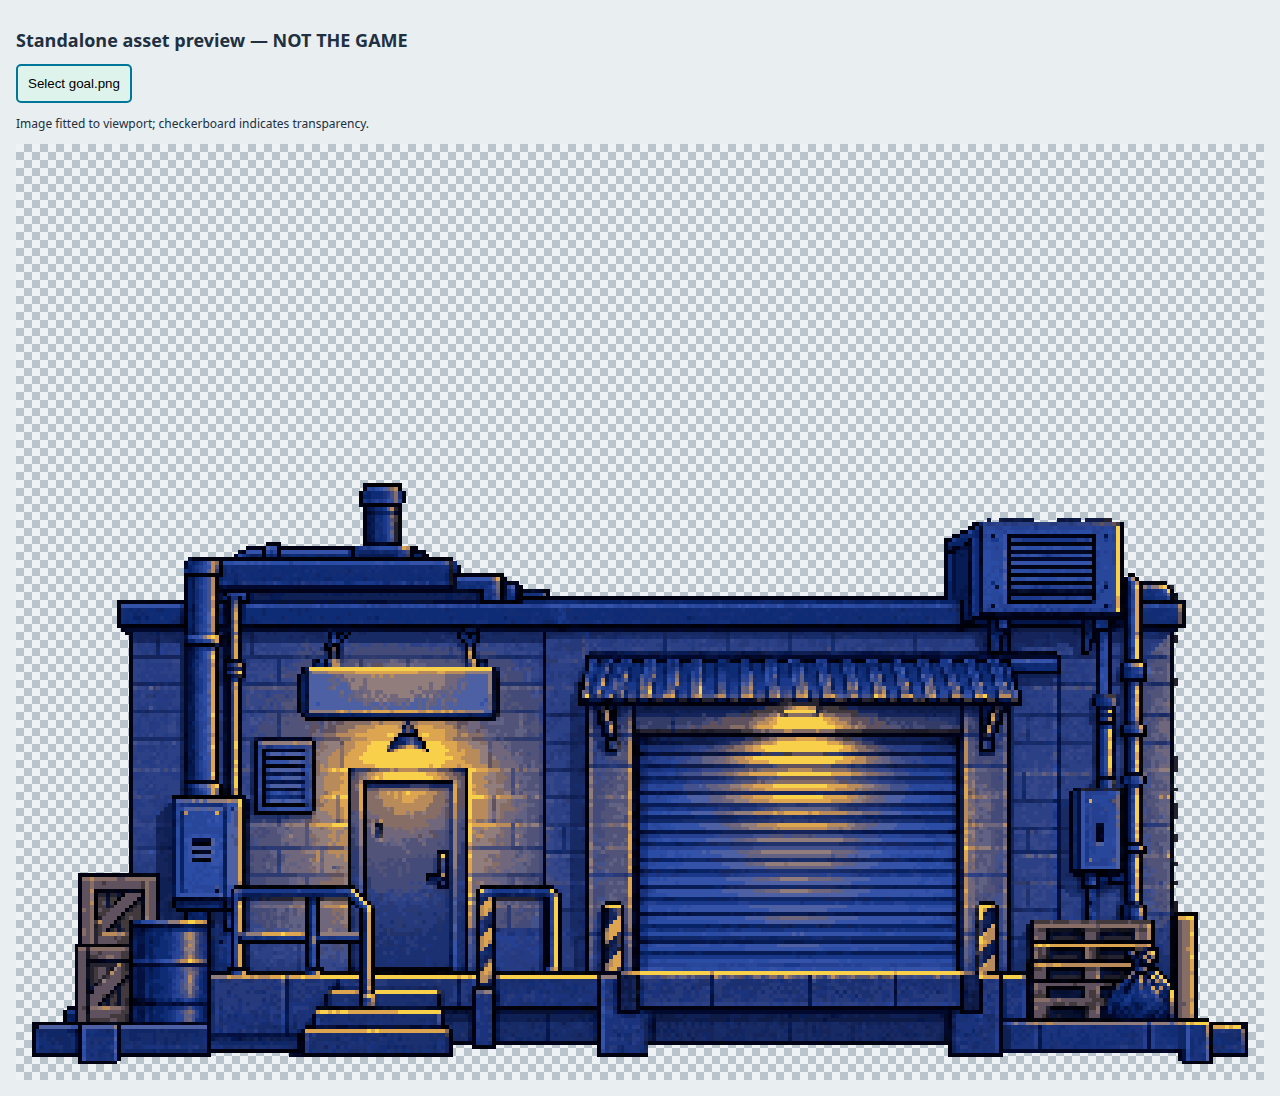 Standalone asset preview — NOT THE GAME
Select goal.png
Image fitted to viewport; checkerboard indicates transparency.